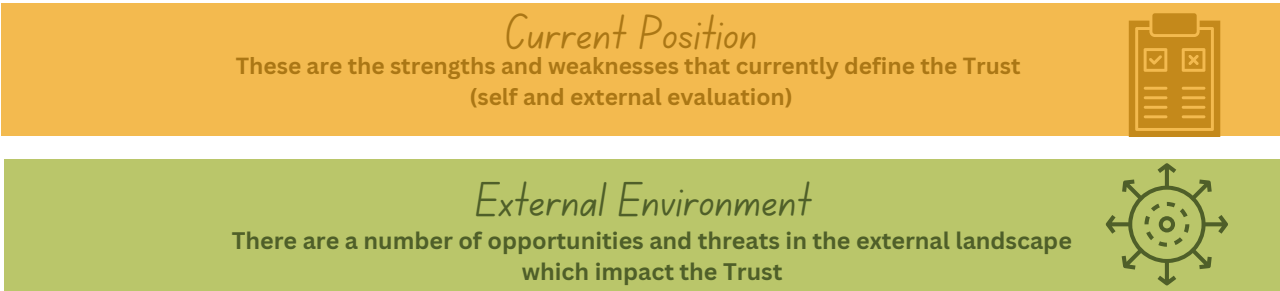 Current Position
These are the strengths and weaknesses that currently define the Trust
(self and external evaluation)
External Environment
There are a number of opportunities and threats in the external landscape
which impact the Trust